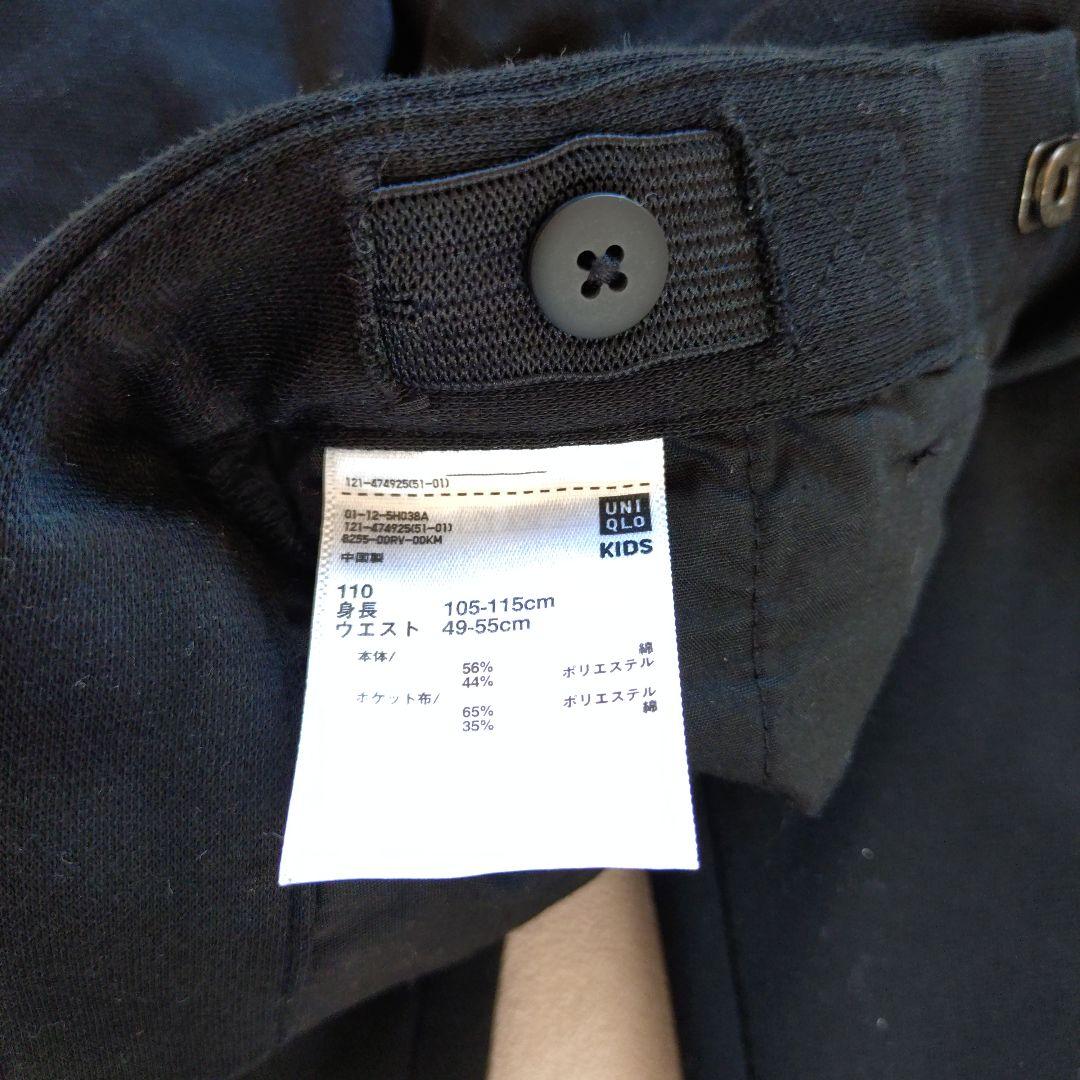 121-474925(51-01)
01-12-5H038A
121-474925(51-01)
8255-00RV-00KM
中国製
UNI
QLO
KIDS
110
身長 105-115cm
ウエスト 49-55cm
本体/ 綿
56% ポリエステル
44%
ポケット布/ ポリエステル
65% 綿
35%